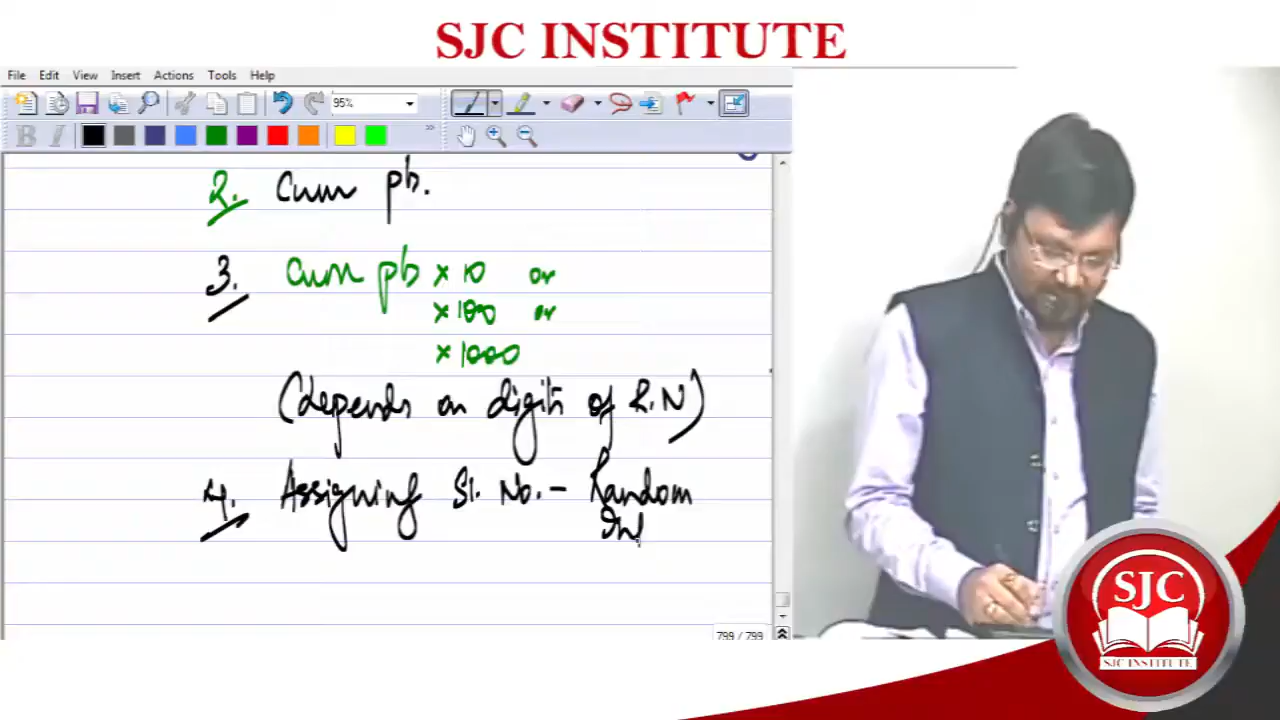 SJC INSTITUTE
File Edit View Insert Actions Tools Help
95%
B I
2. Cum pb.
3. Cum pb × 10 or
× 100 or
× 1000
(depends on digits of R.N)
4. Assigning Sl. No. - Random
Int
799 / 799
SJC
SJC INSTITUTE